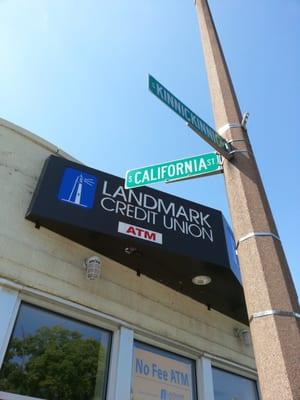 S KINNICKINNIC
S CALIFORNIA ST
LANDMARK
CREDIT UNION
ATM
No Fee ATM